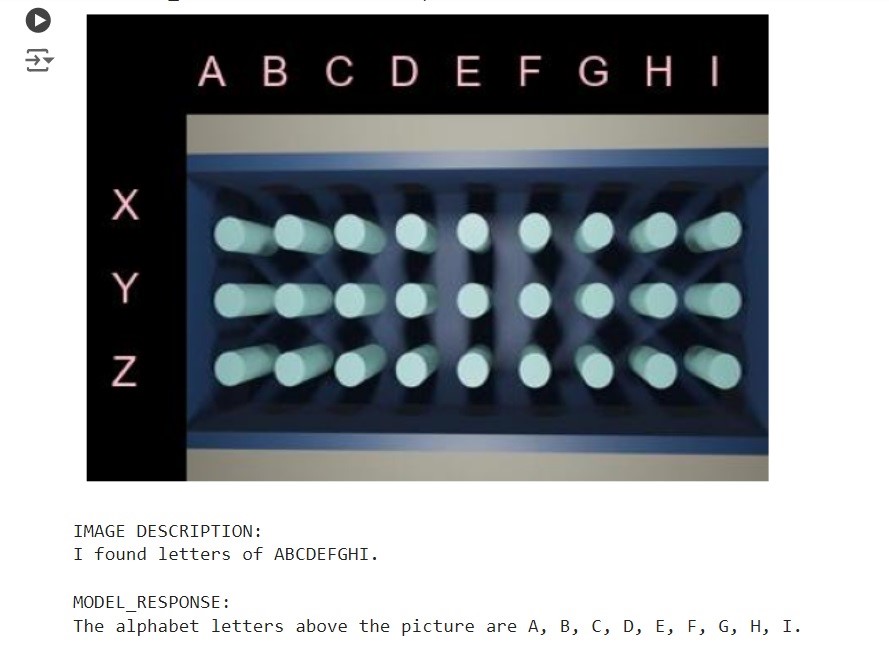 A B C D E F G H I
X
Y
Z
IMAGE DESCRIPTION:
I found letters of ABCDEFGHI.
MODEL_RESPONSE:
The alphabet letters above the picture are A, B, C, D, E, F, G, H, I.